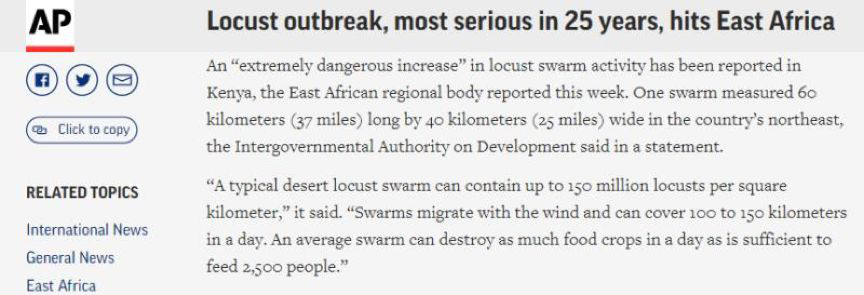 AP
Locust outbreak, most serious in 25 years, hits East Africa
An “extremely dangerous increase” in locust swarm activity has been reported in
Kenya, the East African regional body reported this week. One swarm measured 60
kilometers (37 miles) long by 40 kilometers (25 miles) wide in the country’s northeast,
the Intergovernmental Authority on Development said in a statement.
“A typical desert locust swarm can contain up to 150 million locusts per square
kilometer,” it said. “Swarms migrate with the wind and can cover 100 to 150 kilometers
in a day. An average swarm can destroy as much food crops in a day as is sufficient to
feed 2,500 people.”
Click to copy
RELATED TOPICS
International News
General News
East Africa